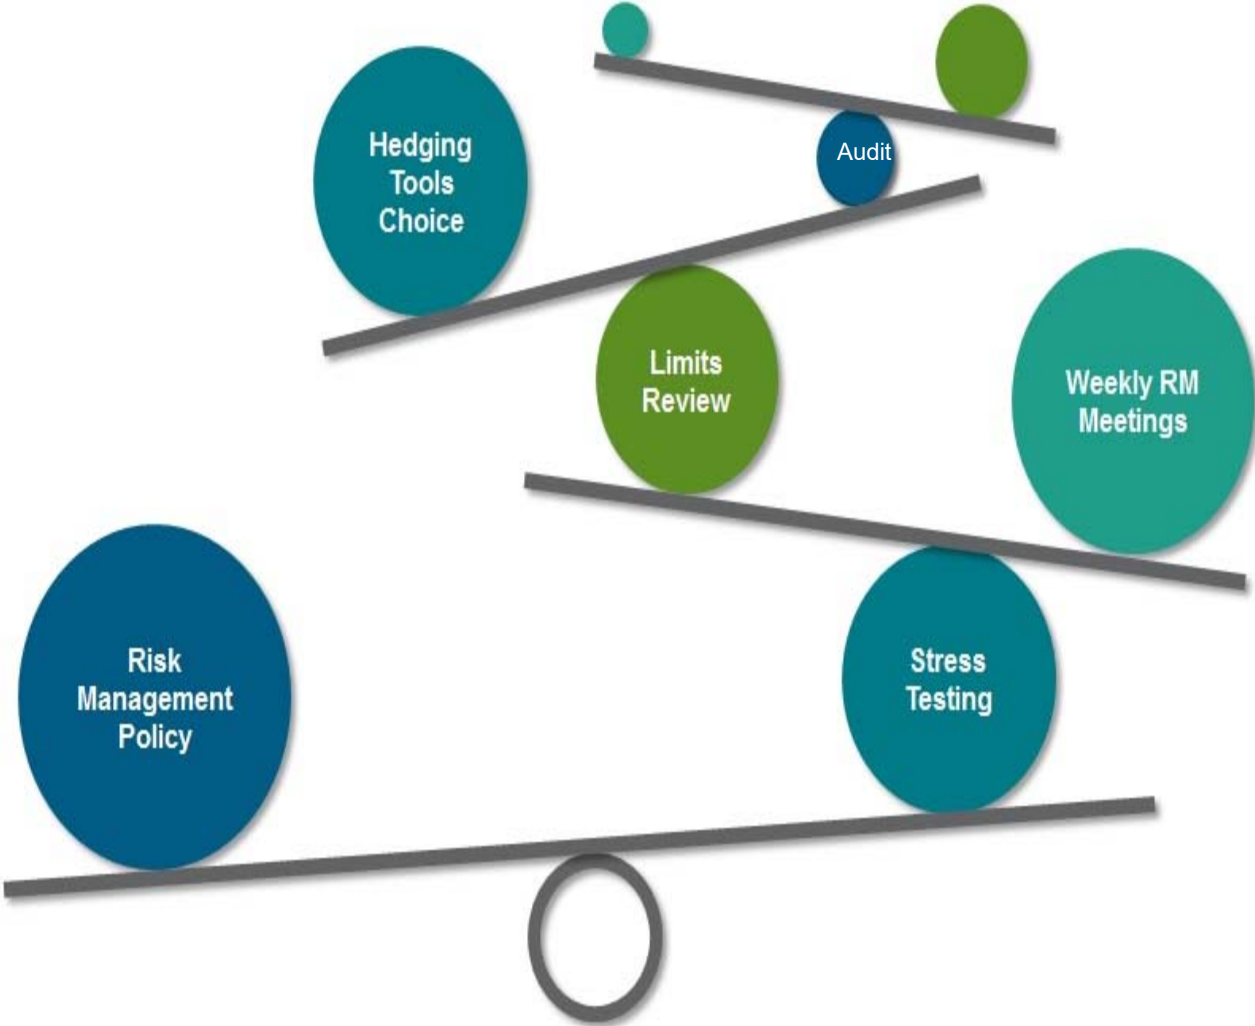 Audit
Hedging
Tools
Choice
Limits
Review
Weekly RM
Meetings
Risk
Management
Policy
Stress
Testing